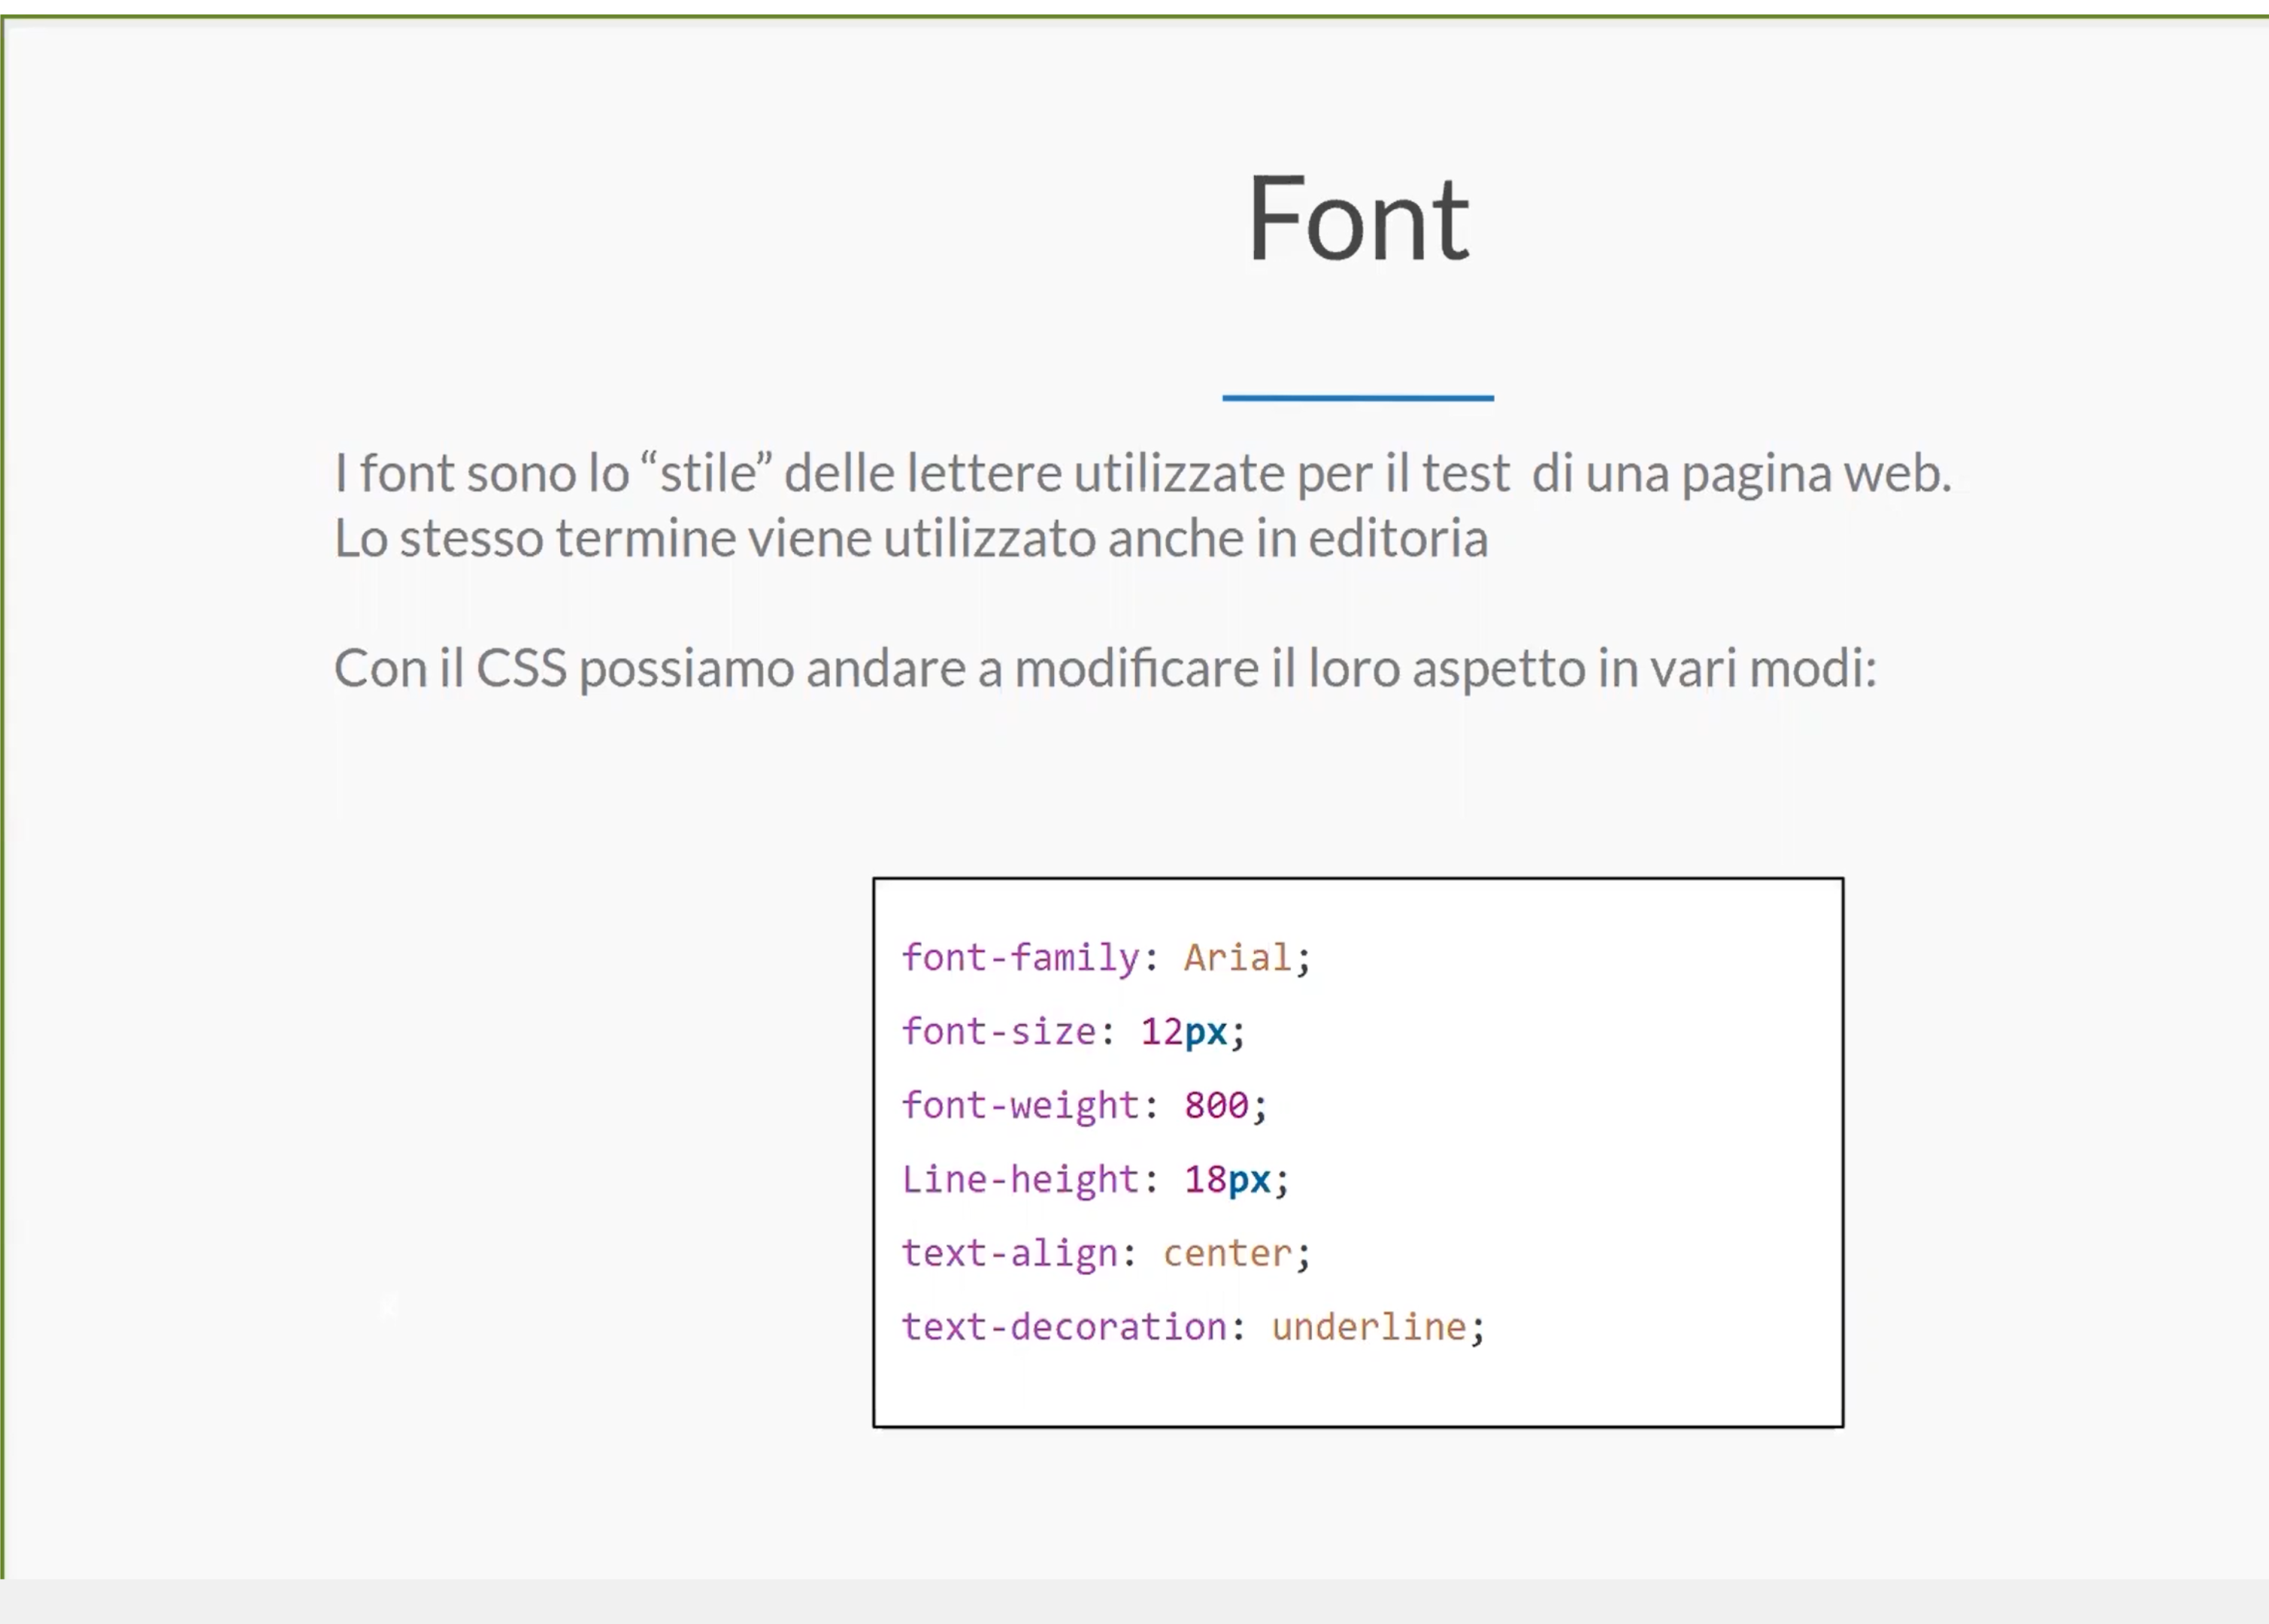 Font
I font sono lo “stile” delle lettere utilizzate per il test di una pagina web.
Lo stesso termine viene utilizzato anche in editoria
Con il CSS possiamo andare a modificare il loro aspetto in vari modi:
font-family: Arial;
font-size: 12px;
font-weight: 800;
Line-height: 18px;
text-align: center;
text-decoration: underline;